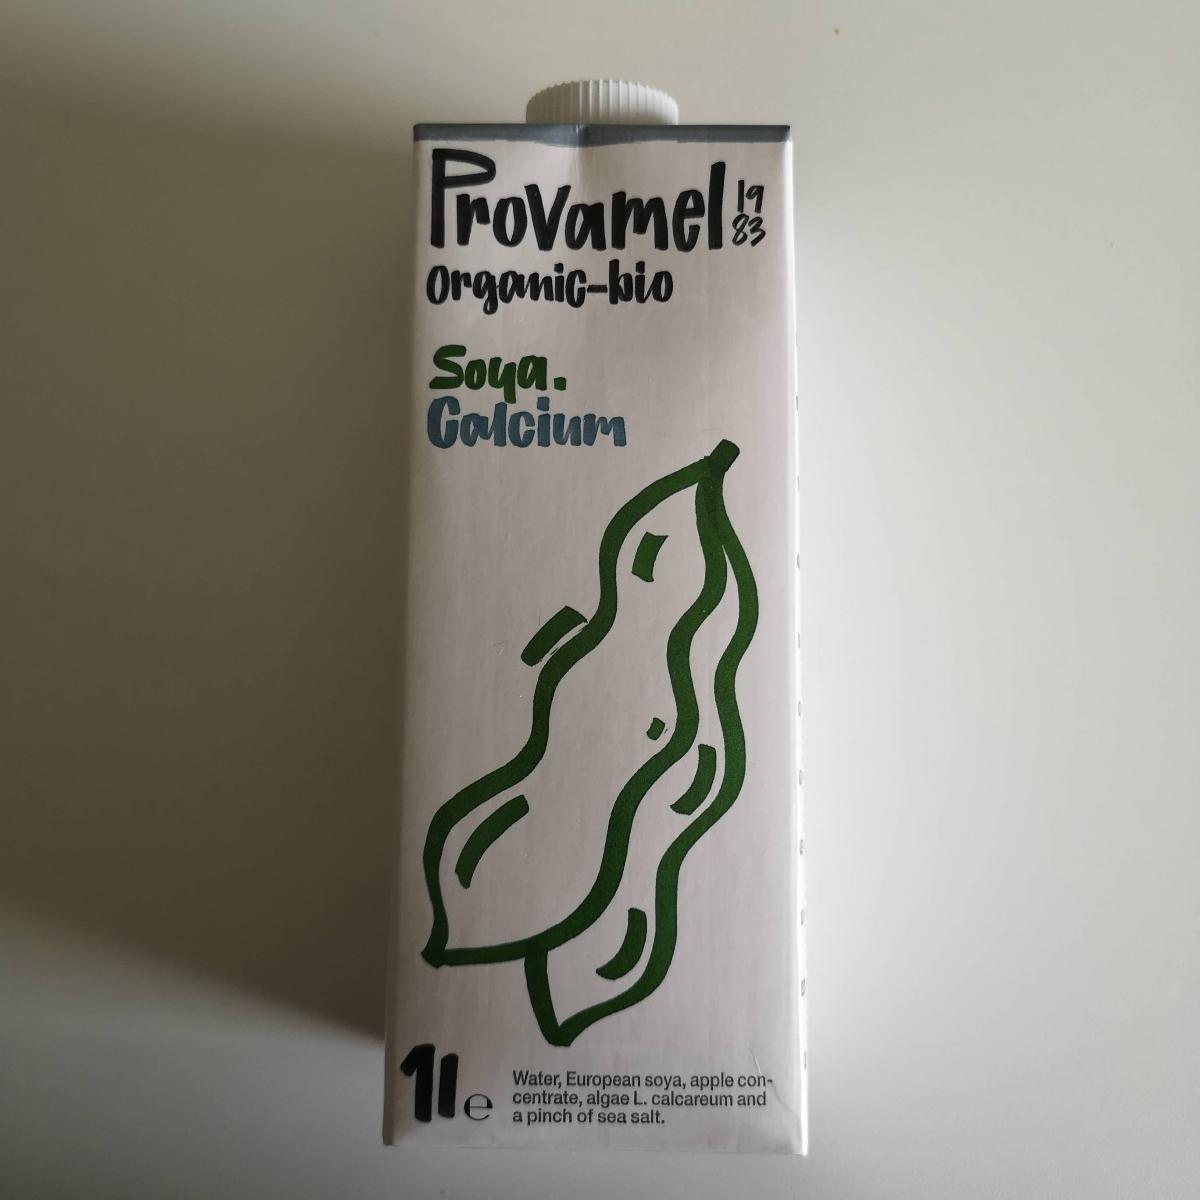 Provamel 19
83
organic-bio
Soya.
Calcium
1l e
Water, European soya, apple con-
centrate, algae L. calcareum and
a pinch of sea salt.